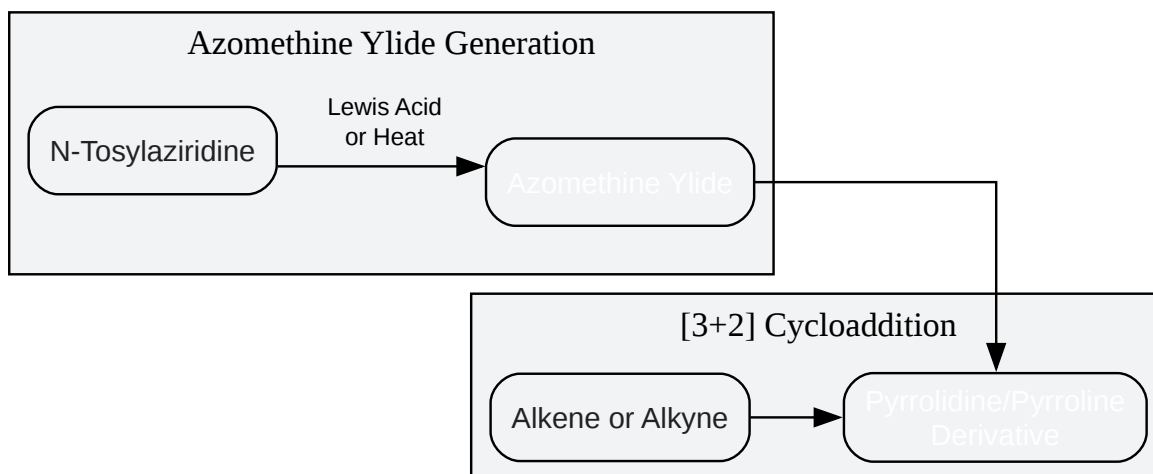 Azomethine Ylide Generation
Lewis Acid
or Heat
N-Tosylaziridine
Azomethine Ylide
[3+2] Cycloaddition
Alkene or Alkyne
Pyrrolidine/Pyrroline
Derivative